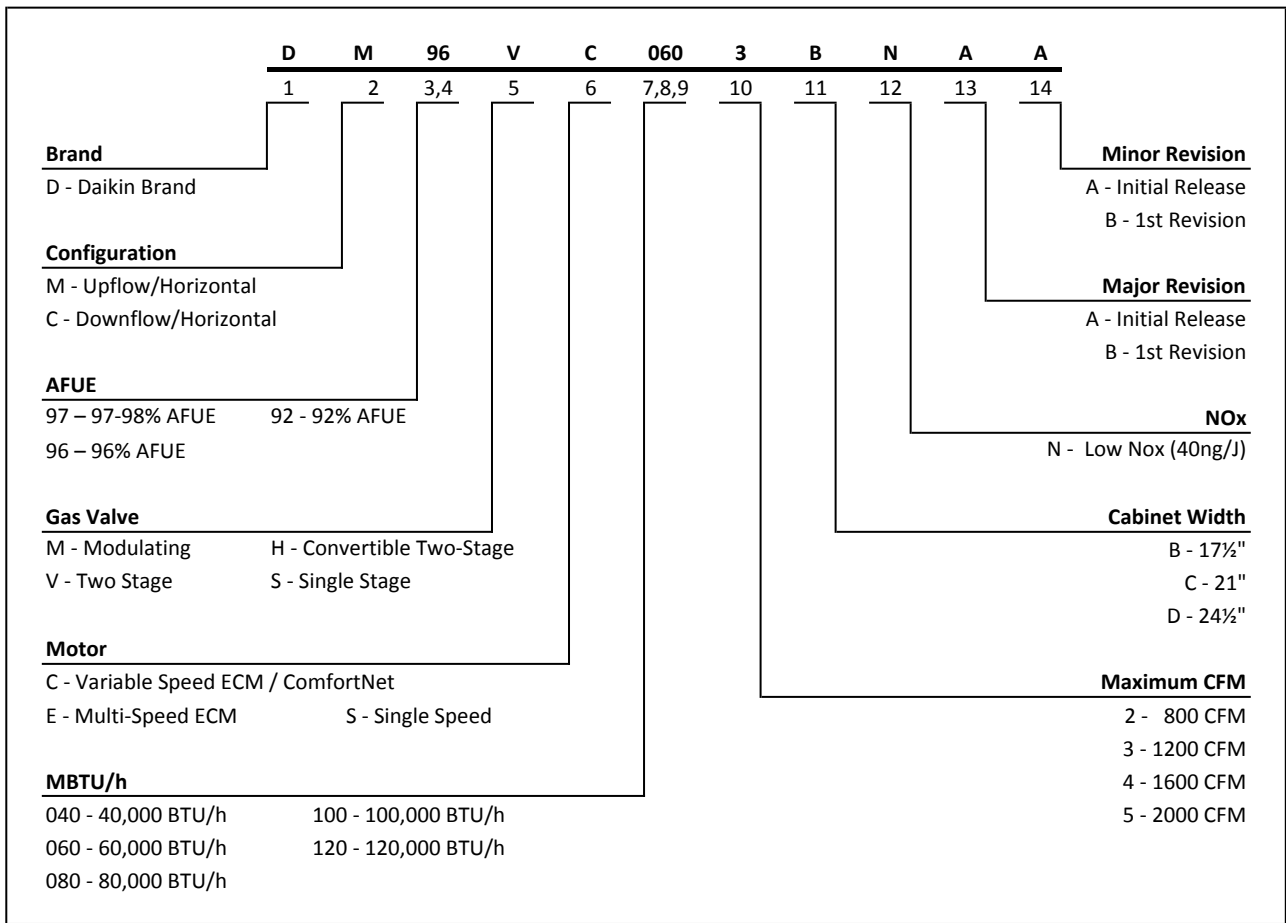 D M 96 V C 060 3 B N A A
1 2 3,4 5 6 7,8,9 10 11 12 13 14
Brand
D - Daikin Brand
Configuration
M - Upflow/Horizontal
C - Downflow/Horizontal
AFUE
97 – 97-98% AFUE 92 - 92% AFUE
96 – 96% AFUE
Gas Valve
M - Modulating H - Convertible Two-Stage
V - Two Stage S - Single Stage
Motor
C - Variable Speed ECM / ComfortNet
E - Multi-Speed ECM S - Single Speed
MBTU/h
040 - 40,000 BTU/h 100 - 100,000 BTU/h
060 - 60,000 BTU/h 120 - 120,000 BTU/h
080 - 80,000 BTU/h
Minor Revision
A - Initial Release
B - 1st Revision
Major Revision
A - Initial Release
B - 1st Revision
NOx
N - Low Nox (40ng/J)
Cabinet Width
B - 17½"
C - 21"
D - 24½"
Maximum CFM
2 - 800 CFM
3 - 1200 CFM
4 - 1600 CFM
5 - 2000 CFM